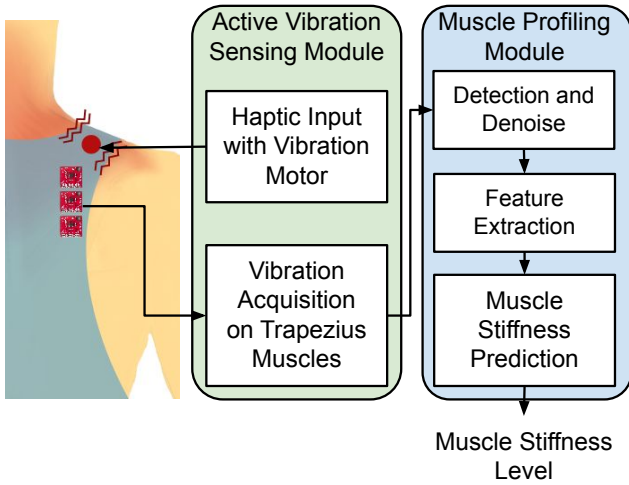 Active Vibration
Sensing Module
Haptic Input
with Vibration
Motor
Vibration
Acquisition
on Trapezius
Muscles
Muscle Profiling
Module
Detection and
Denoise
Feature
Extraction
Muscle
Stiffness
Prediction
Muscle Stiffness
Level